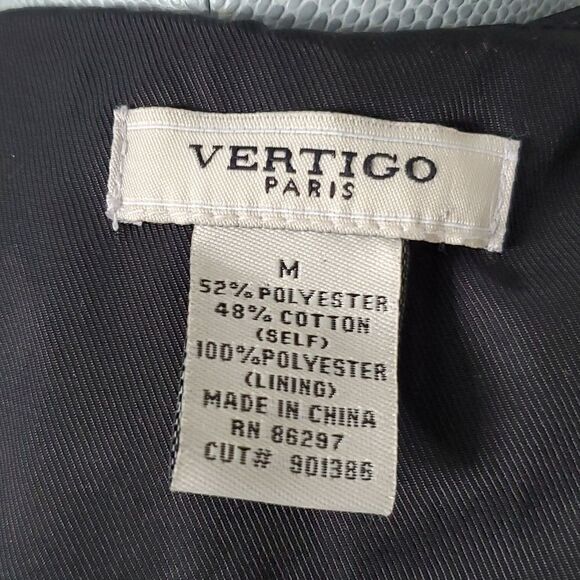 VERTIGO
PARIS
M
52% POLYESTER
48% COTTON
(SELF)
100%POLYESTER
(LINING)
MADE IN CHINA
RN 86297
CUT# 901386